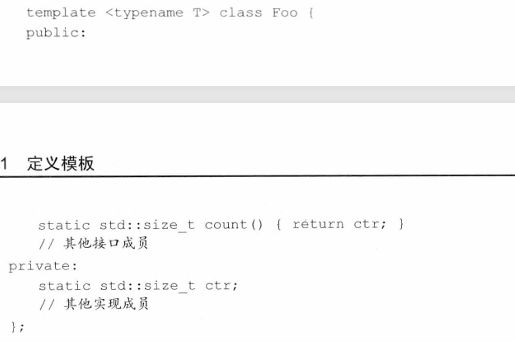 template <typename T> class Foo {
public:
1 定义模板
static std::size_t count() { return ctr; }
// 其他接口成员
private:
static std::size_t ctr;
// 其他实现成员
};